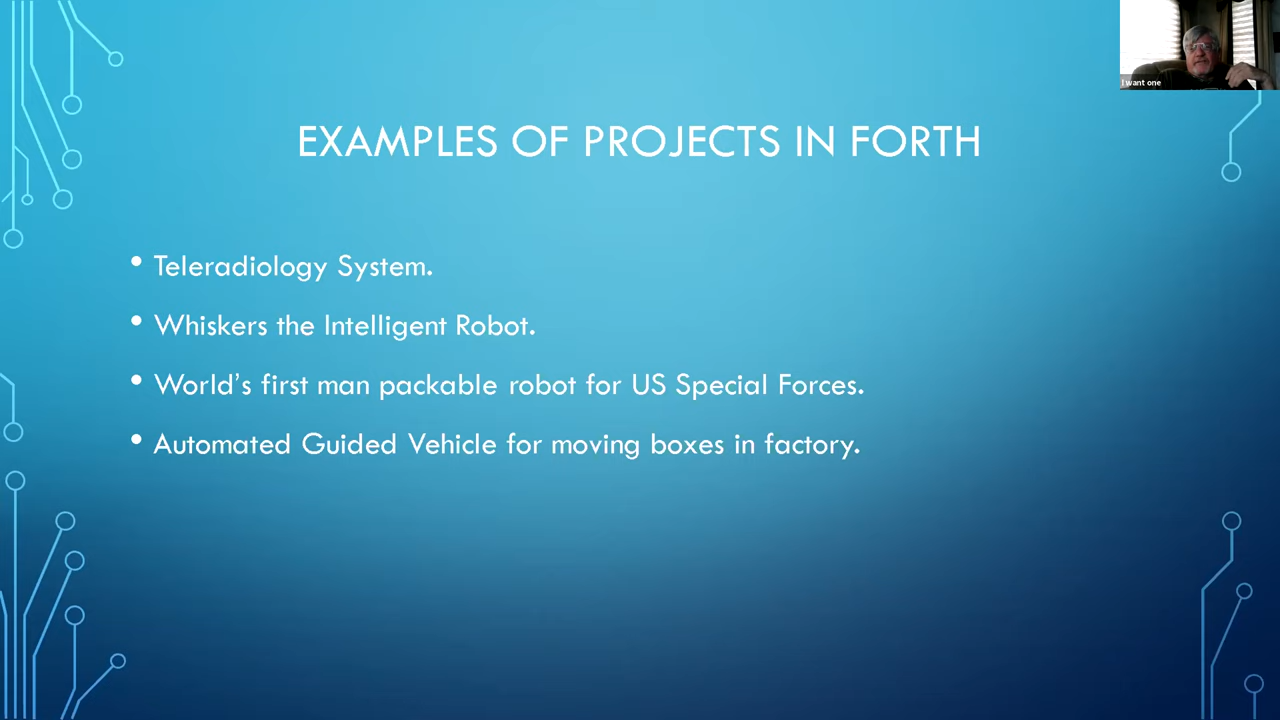 I want one
EXAMPLES OF PROJECTS IN FORTH
• Teleradiology System.
• Whiskers the Intelligent Robot.
• World's first man packable robot for US Special Forces.
• Automated Guided Vehicle for moving boxes in factory.